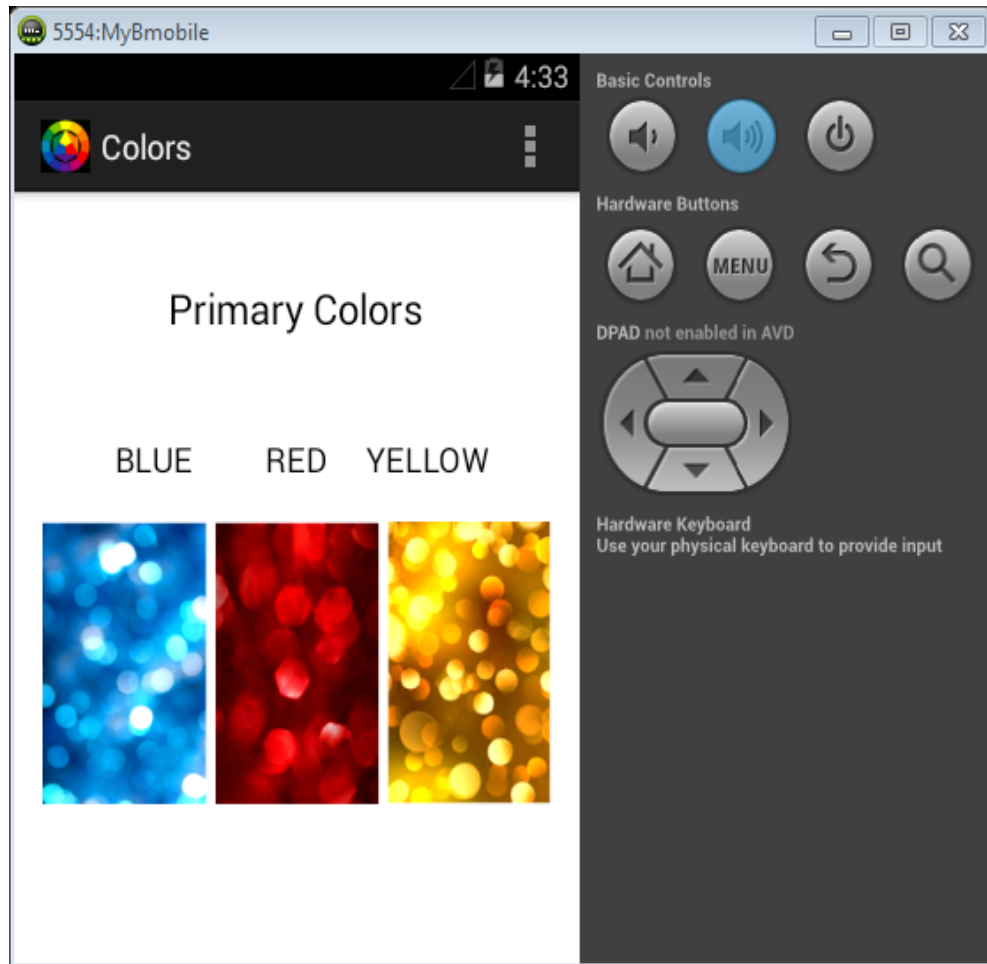 5554:MyBmobile
4:33
Colors
Primary Colors
BLUE RED YELLOW
Basic Controls
Hardware Buttons
MENU
DPAD not enabled in AVD
Hardware Keyboard
Use your physical keyboard to provide input